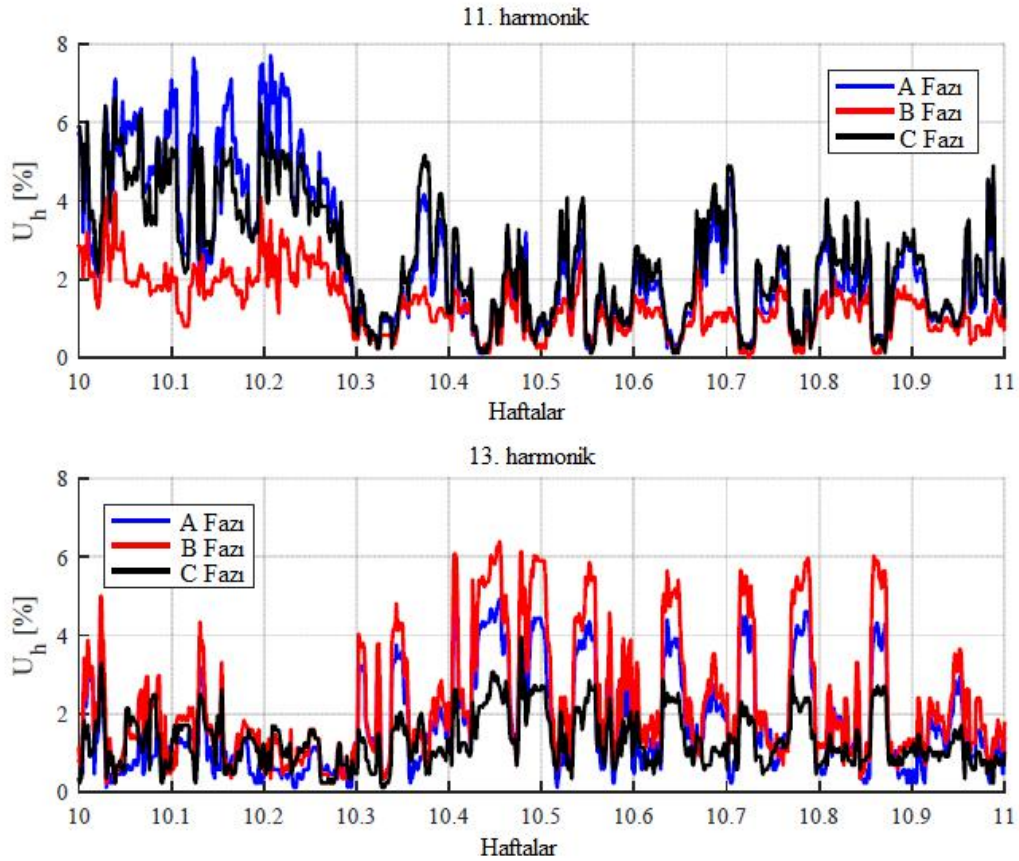 11. harmonik
8
6
4
2
0
U_h [%]
A Fazı
B Fazı
C Fazı
10 10.1 10.2 10.3 10.4 10.5 10.6 10.7 10.8 10.9 11
Haftalar
13. harmonik
8
6
4
2
0
U_h [%]
A Fazı
B Fazı
C Fazı
10 10.1 10.2 10.3 10.4 10.5 10.6 10.7 10.8 10.9 11
Haftalar